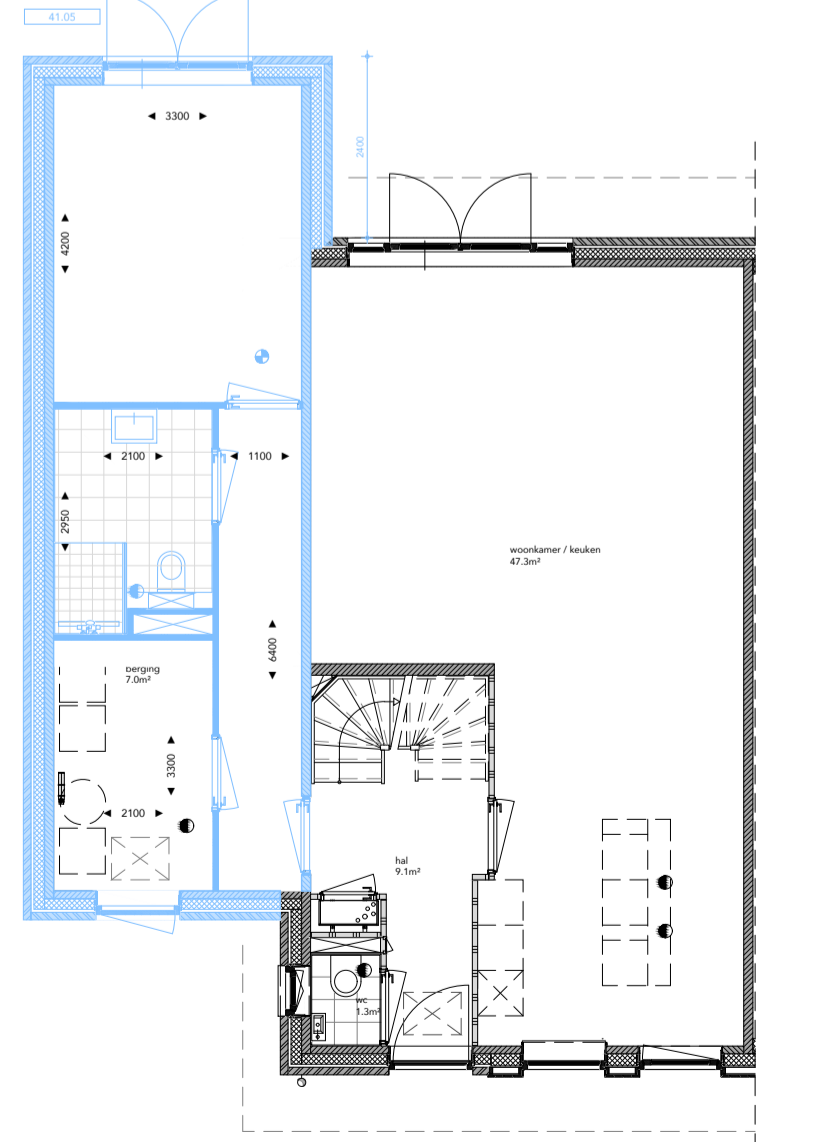 41.05
3300
2400
4200
2100
1100
2950
woonkamer / keuken
47.3m²
6400
berging
7.0m²
3300
2100
hal
9.1m²
wc
1.3m²